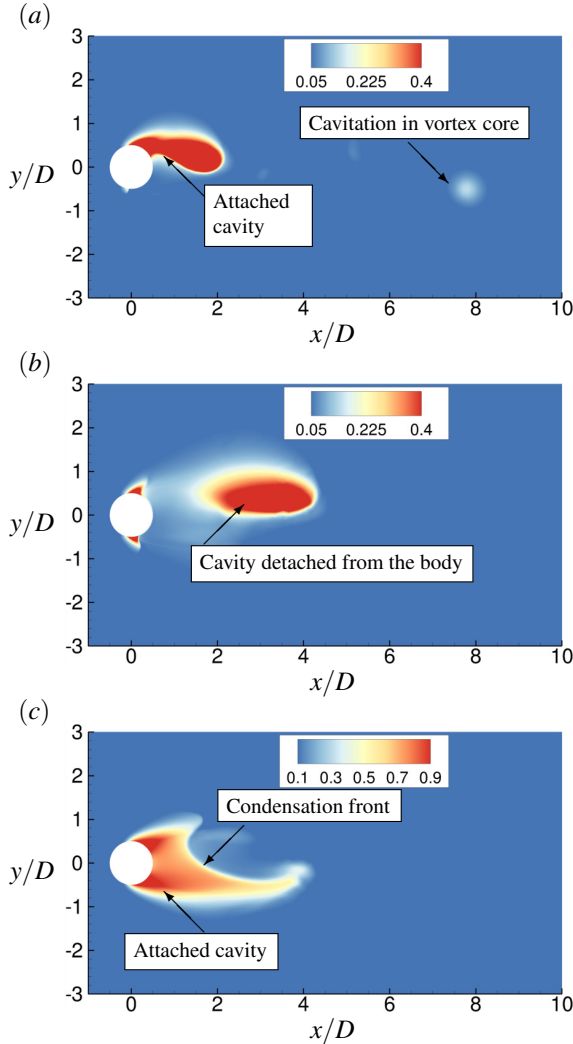 (a)
3
2
1
0
-1
-2
-3
y/D
0.05 0.225 0.4
Cavitation in vortex core
Attached
cavity
0 2 4 6 8 10
x/D
(b)
3
2
1
0
-1
-2
-3
y/D
0.05 0.225 0.4
Cavity detached from the body
0 2 4 6 8 10
x/D
(c)
3
2
1
0
-1
-2
-3
y/D
0.1 0.3 0.5 0.7 0.9
Condensation front
Attached cavity
0 2 4 6 8 10
x/D